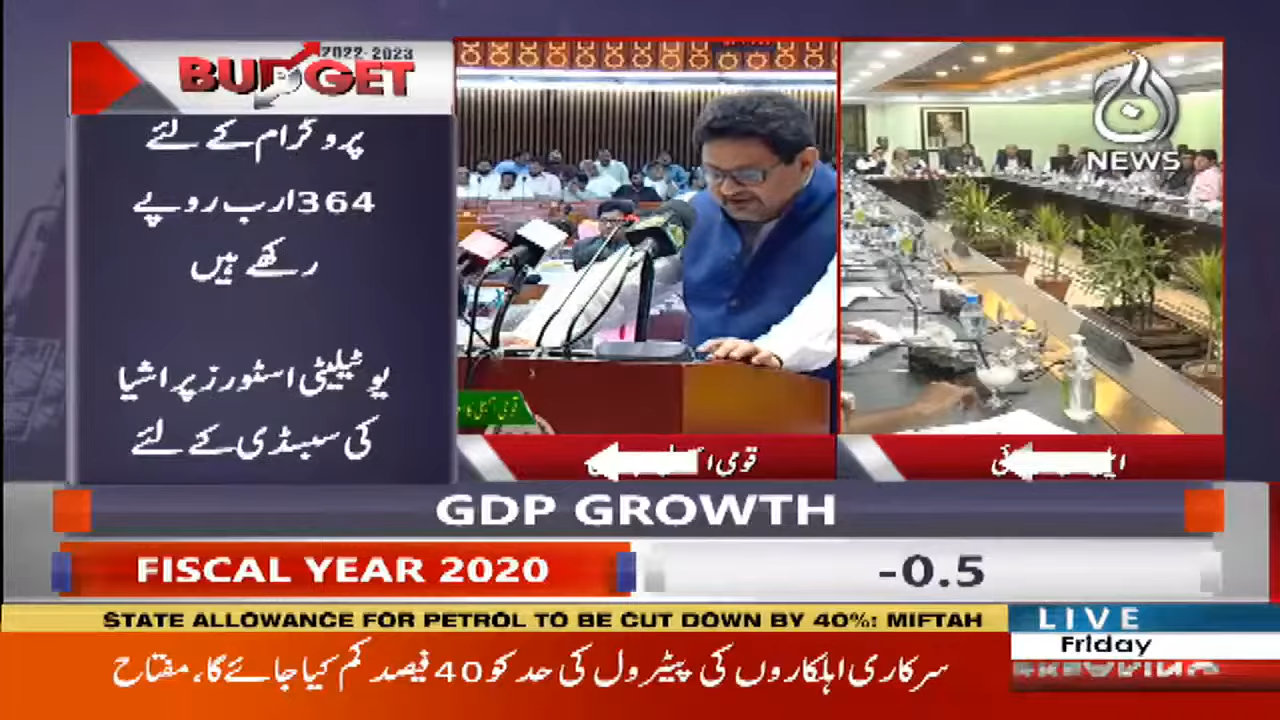 2022-2023
BUDGET
پروگرام کے لئے
364 ارب روپے
رکھے ہیں
یوٹیلیٹی اسٹورز پر اشیا
کی سبسڈی کے لئے
NEWS
قومی
GDP GROWTH
FISCAL YEAR 2020
-0.5
STATE ALLOWANCE FOR PETROL TO BE CUT DOWN BY 40%: MIFTAH
LIVE
Friday
سرکاری اہلکاروں کی پیٹرول کی حد کو 40 فیصد کم کیا جائے گا، مفتاح